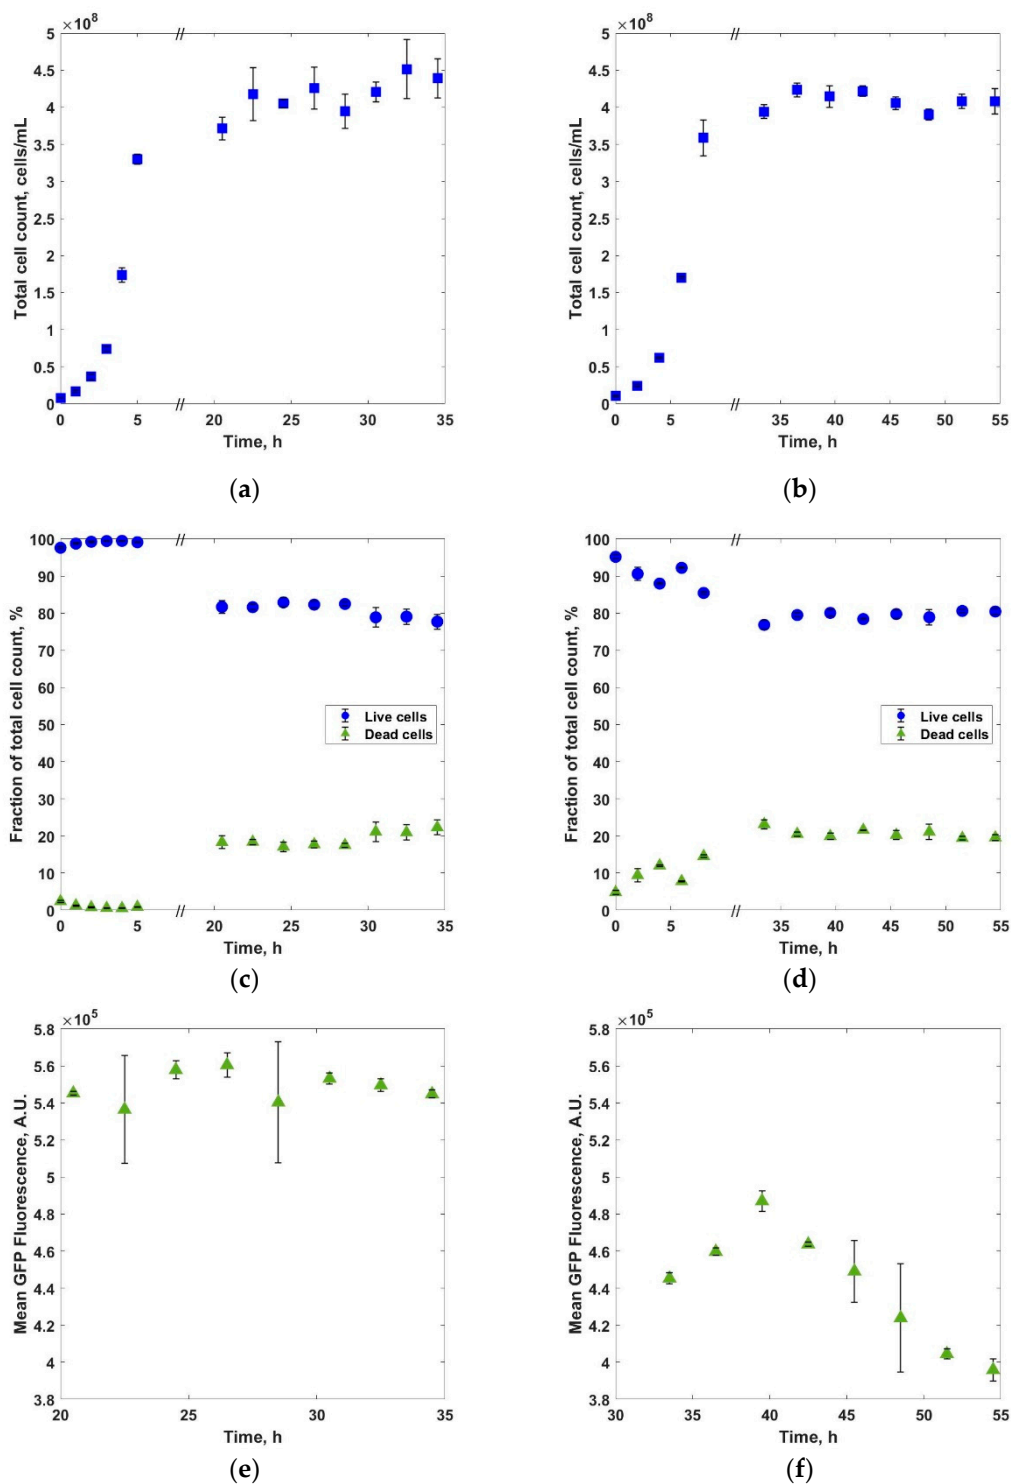 ×10⁸
5
4.5
4
3.5
3
2.5
2
1.5
1
0.5
0
Total cell count, cells/mL
0 5 // 20 25 30 35
Time, h
(a)
×10⁸
5
4.5
4
3.5
3
2.5
2
1.5
1
0.5
0
Total cell count, cells/mL
0 5 // 35 40 45 50 55
Time, h
(b)
100
90
80
70
60
50
40
30
20
10
0
Fraction of total cell count, %
Live cells
Dead cells
0 5 // 20 25 30 35
Time, h
(c)
100
90
80
70
60
50
40
30
20
10
0
Fraction of total cell count, %
Live cells
Dead cells
0 5 // 35 40 45 50 55
Time, h
(d)
×10⁵
5.8
5.6
5.4
5.2
5
4.8
4.6
4.4
4.2
4
3.8
Mean GFP Fluorescence, A.U.
20 25 30 35
Time, h
(e)
×10⁵
5.8
5.6
5.4
5.2
5
4.8
4.6
4.4
4.2
4
3.8
Mean GFP Fluorescence, A.U.
30 35 40 45 50 55
Time, h
(f)